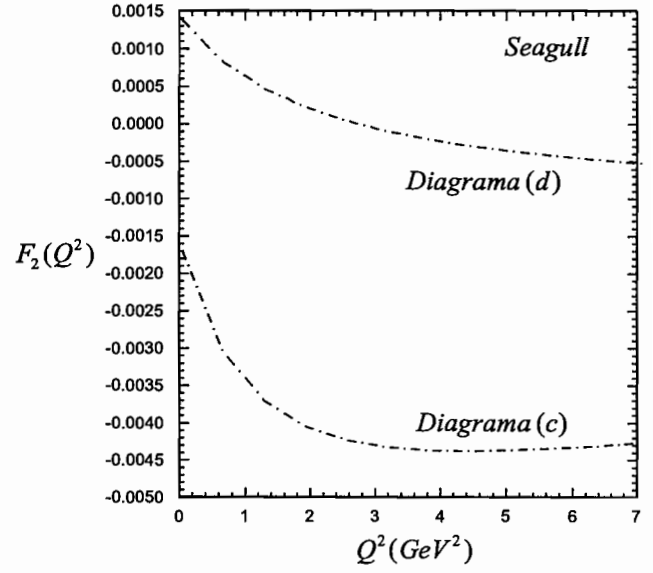 0.0015
0.0010
Seagull
0.0005
0.0000
-0.0005
Diagrama (d)
-0.0010
-0.0015
F₂(Q²)
-0.0020
-0.0025
-0.0030
-0.0035
Diagrama (c)
-0.0040
-0.0045
-0.0050
0 1 2 3 4 5 6 7
Q²(GeV²)